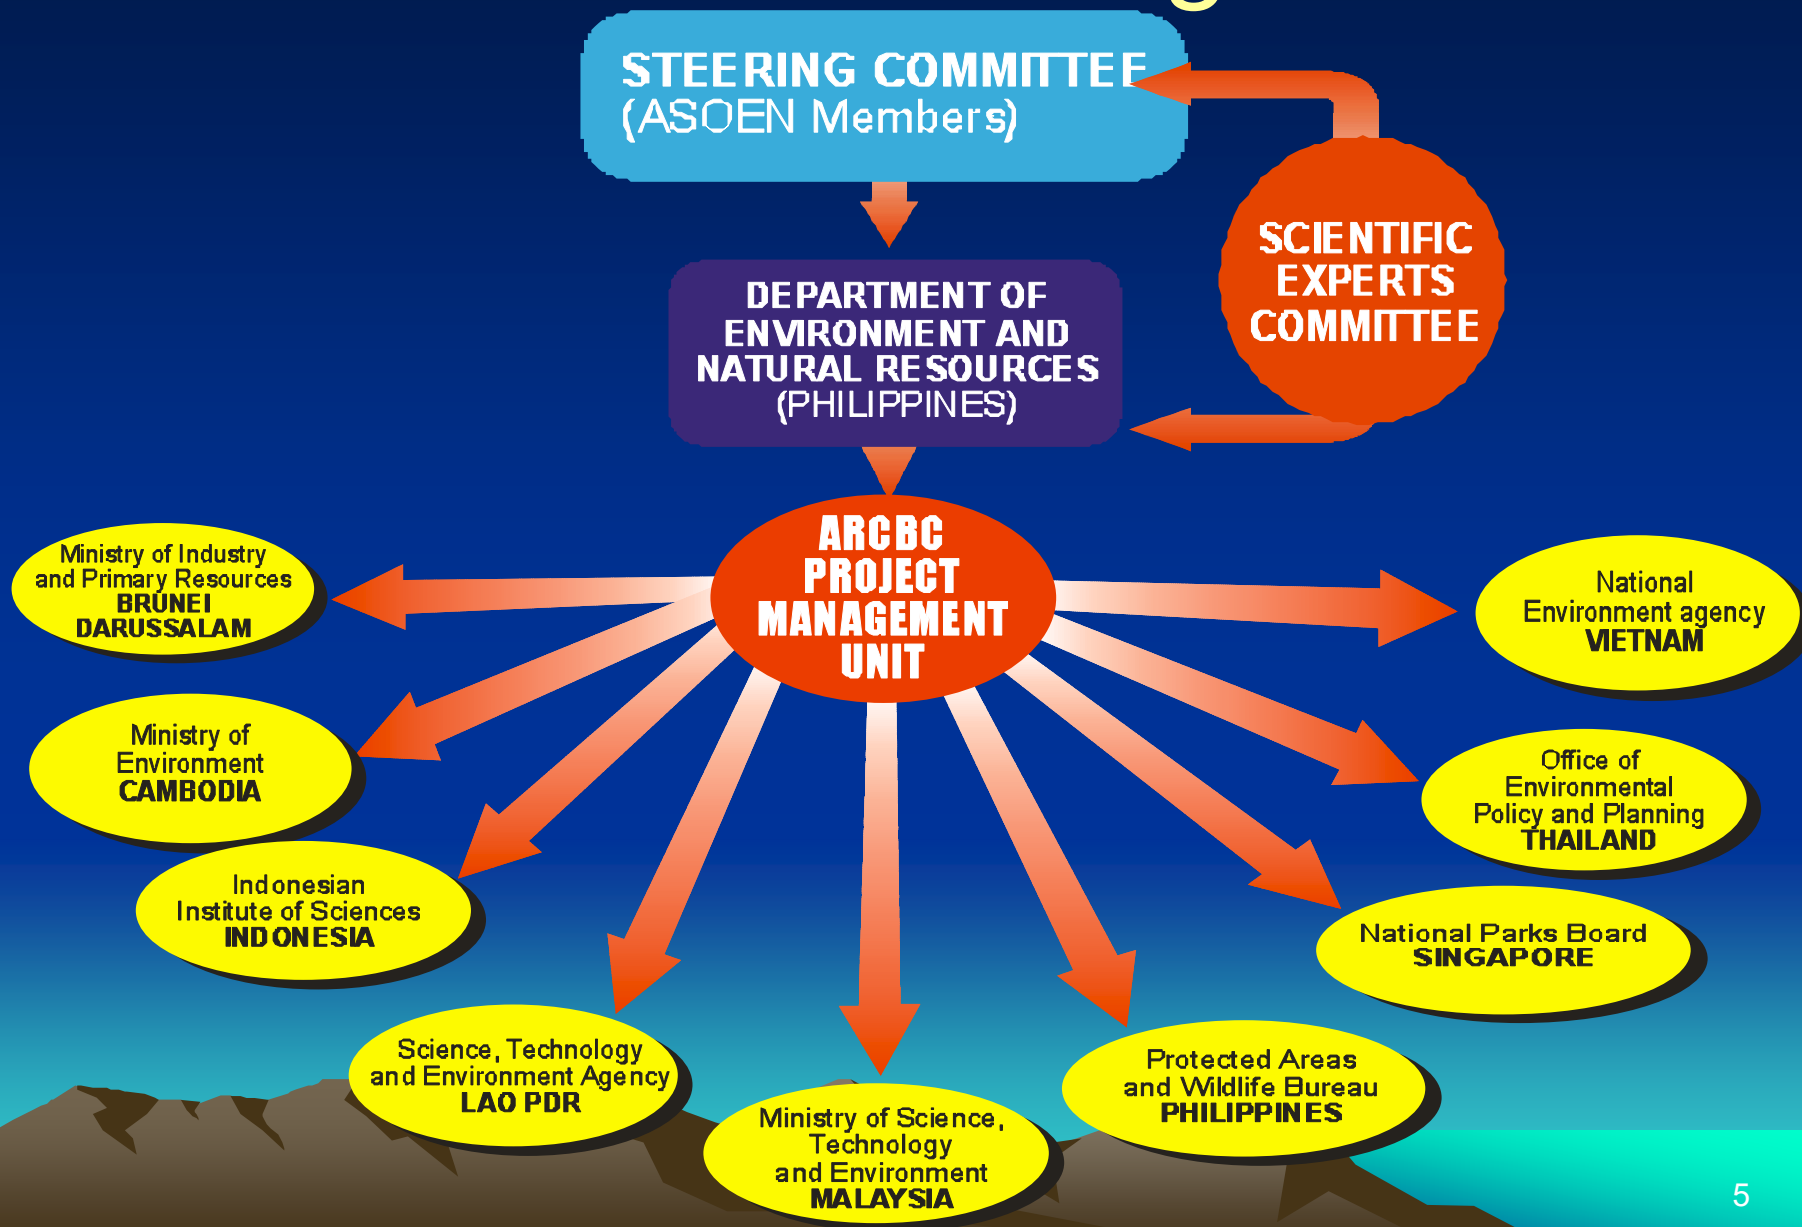 STEERING COMMITTEE
(ASOEN Members)
SCIENTIFIC
EXPERTS
COMMITTEE
DEPARTMENT OF
ENVIRONMENT AND
NATURAL RESOURCES
(PHILIPPINES)
ARCBC
PROJECT
MANAGEMENT
UNIT
Ministry of Industry
and Primary Resources
BRUNEI
DARUSSALAM
Ministry of
Environment
CAMBODIA
Indonesian
Institute of Sciences
INDONESIA
Science, Technology
and Environment Agency
LAO PDR
Ministry of Science,
Technology
and Environment
MALAYSIA
Protected Areas
and Wildlife Bureau
PHILIPPINES
National Parks Board
SINGAPORE
Office of
Environmental
Policy and Planning
THAILAND
National
Environment agency
VIETNAM
5